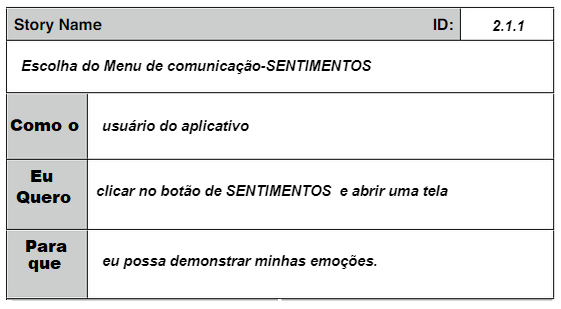 Story Name ID: 2.1.1
Escolha do Menu de comunicação-SENTIMENTOS
Como o usuário do aplicativo
Eu
Quero
clicar no botão de SENTIMENTOS e abrir uma tela
Para
que
eu possa demonstrar minhas emoções.